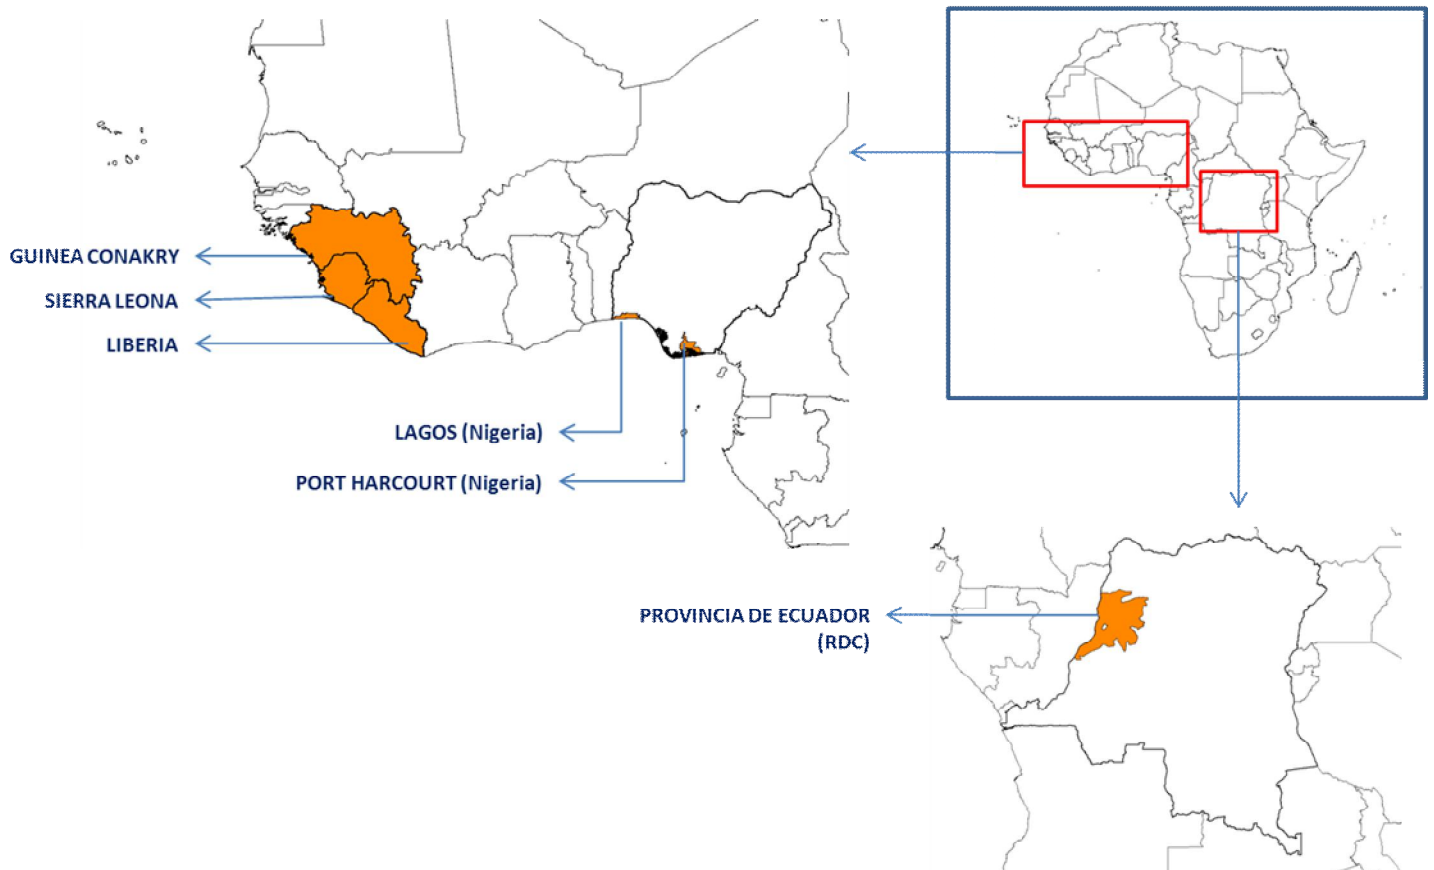 GUINEA CONAKRY
SIERRA LEONA
LIBERIA
LAGOS (Nigeria)
PORT HARCOURT (Nigeria)
PROVINCIA DE ECUADOR
(RDC)